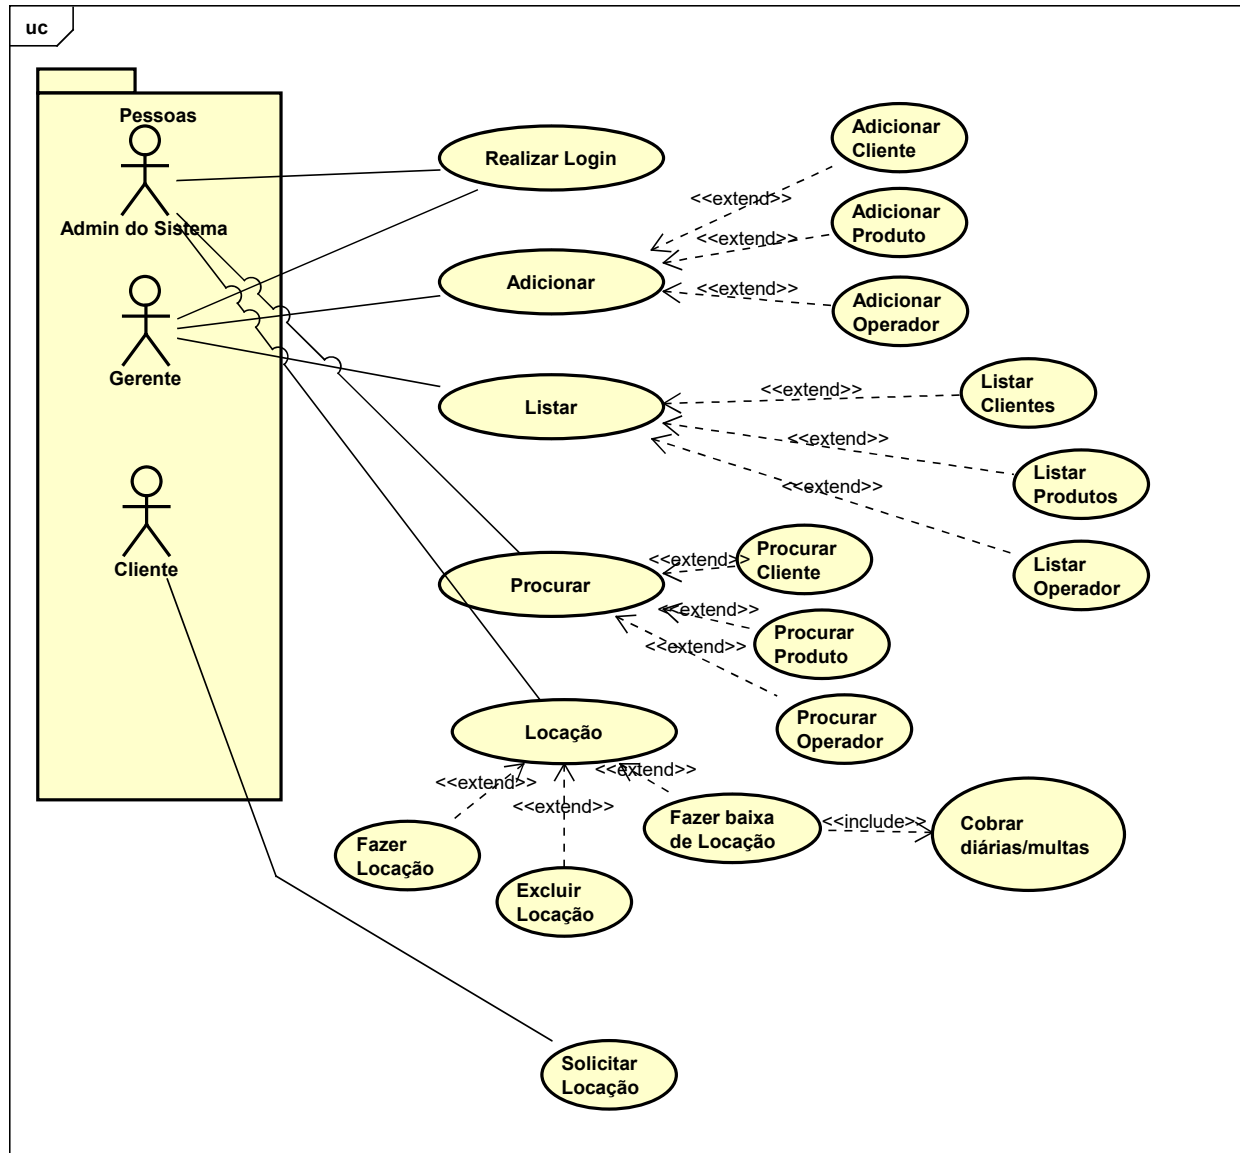 uc
Pessoas
Admin do Sistema
Gerente
Cliente
Realizar Login
Adicionar
Listar
Procurar
Locação
Adicionar
Cliente
<<extend>>
Adicionar
Produto
<<extend>>
Adicionar
Operador
<<extend>>
Listar
Clientes
<<extend>>
Listar
Produtos
<<extend>>
Listar
Operador
<<extend>>
Procurar
Cliente
<<extend>>
Procurar
Produto
<<extend>>
Procurar
Operador
<<extend>>
Fazer
Locação
<<extend>>
Excluir
Locação
<<extend>>
Fazer baixa
de Locação
<<extend>>
<<include>>
Cobrar
diárias/multas
Solicitar
Locação